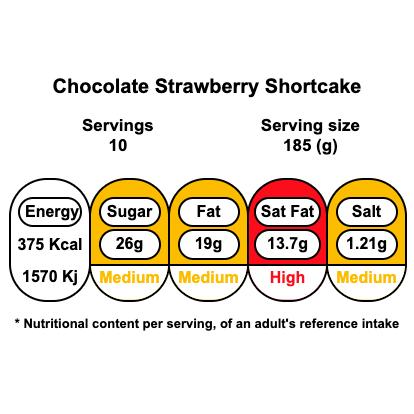 Chocolate Strawberry Shortcake
Servings
10
Serving size
185 (g)
Energy
375 Kcal
1570 Kj
Sugar
26g
Medium
Fat
19g
Medium
Sat Fat
13.7g
High
Salt
1.21g
Medium
* Nutritional content per serving, of an adult's reference intake